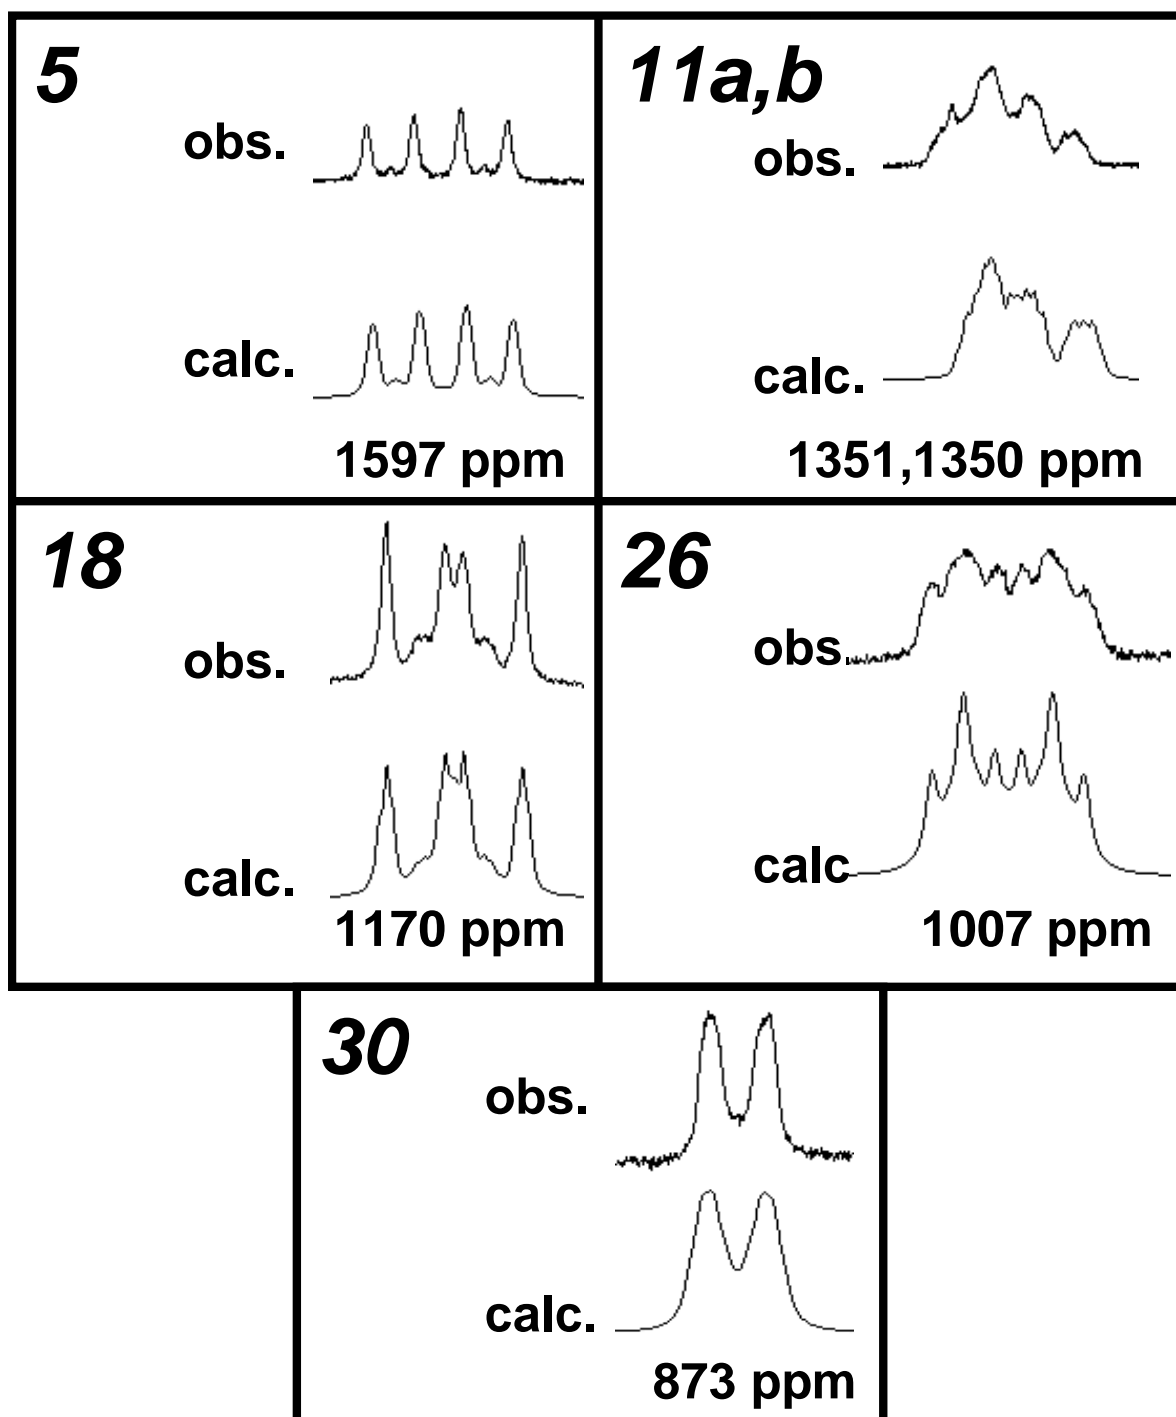 5
obs.
calc.
1597 ppm
11a,b
obs.
calc.
1351,1350 ppm
18
obs.
calc.
1170 ppm
26
obs.
calc
1007 ppm
30
obs.
calc.
873 ppm